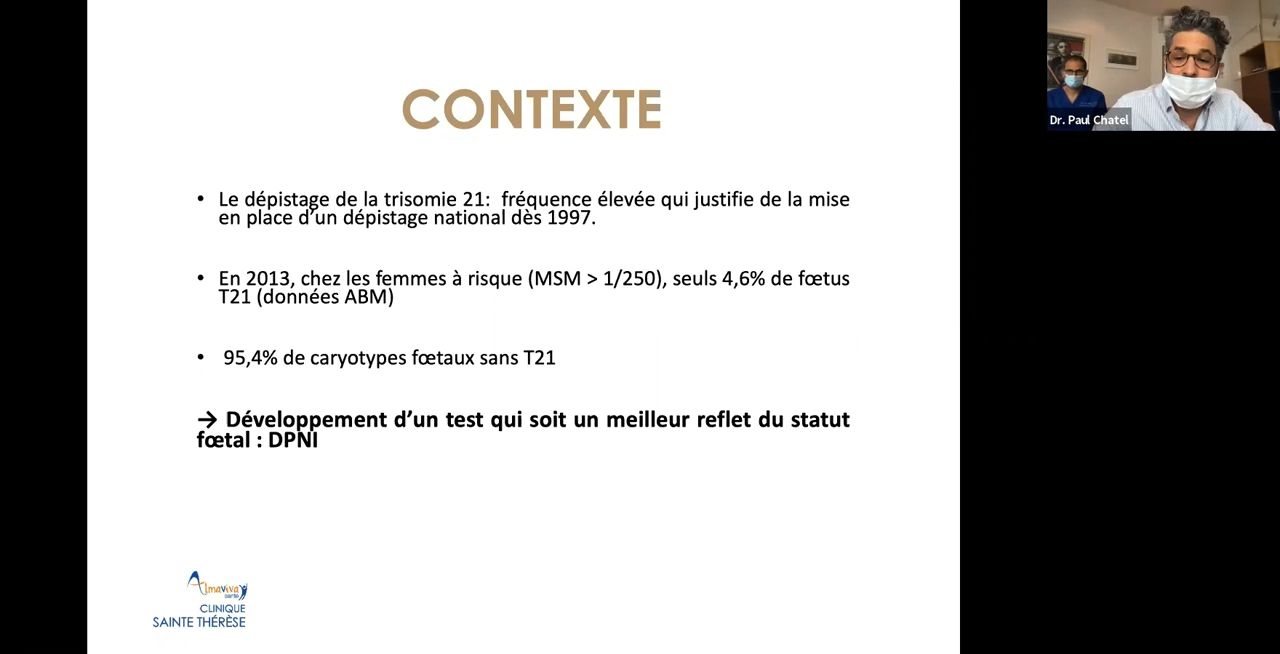 CONTEXTE
• Le dépistage de la trisomie 21: fréquence élevée qui justifie de la mise
en place d'un dépistage national dès 1997.
• En 2013, chez les femmes à risque (MSM > 1/250), seuls 4,6% de fœtus
T21 (données ABM)
• 95,4% de caryotypes fœtaux sans T21
→ Développement d'un test qui soit un meilleur reflet du statut
fœtal : DPNI
Almaviva
santé
CLINIQUE
SAINTE THÉRÈSE
Dr. Paul Chatel